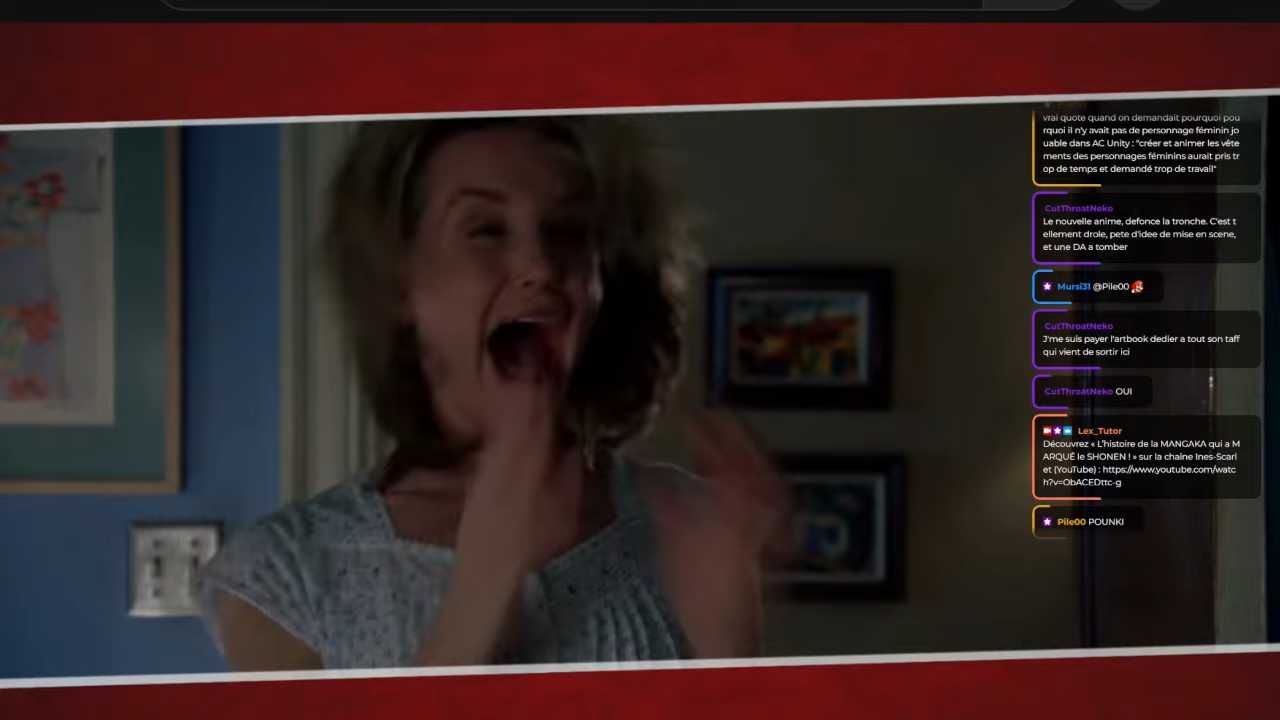 vrai quote quand on demandait pourquoi pou
rquoi il n'y avait pas de personnage féminin jo
uable dans AC Unity : "créer et animer les vête
ments des personnages féminins aurait pris tr
op de temps et demandé trop de travail"
CutThroatNeko
Le nouvelle anime, defonce la tronche. C'est t
ellement drole, pete d'idee de mise en scene,
et une DA a tomber
Mursi31 @Pile00
CutThroatNeko
J'me suis payer l'artbook dedier a tout son taff
qui vient de sortir ici
CutThroatNeko OUI
Lex_Tutor
Découvrez « L'histoire de la MANGAKA qui a M
ARQUÉ le SHONEN ! » sur la chaîne Ines-Scarl
et (YouTube) : https://www.youtube.com/watc
h?v=ObACEDttc-g
Pile00 POUNKI